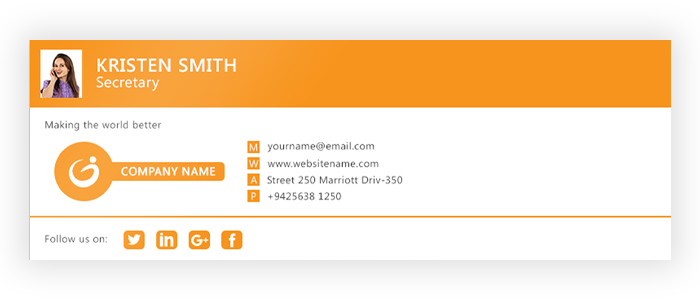 KRISTEN SMITH
Secretary
Making the world better
COMPANY NAME
M yourname@email.com
W www.websitename.com
A Street 250 Marriott Driv-350
P +9425638 1250
Follow us on: in G+ f